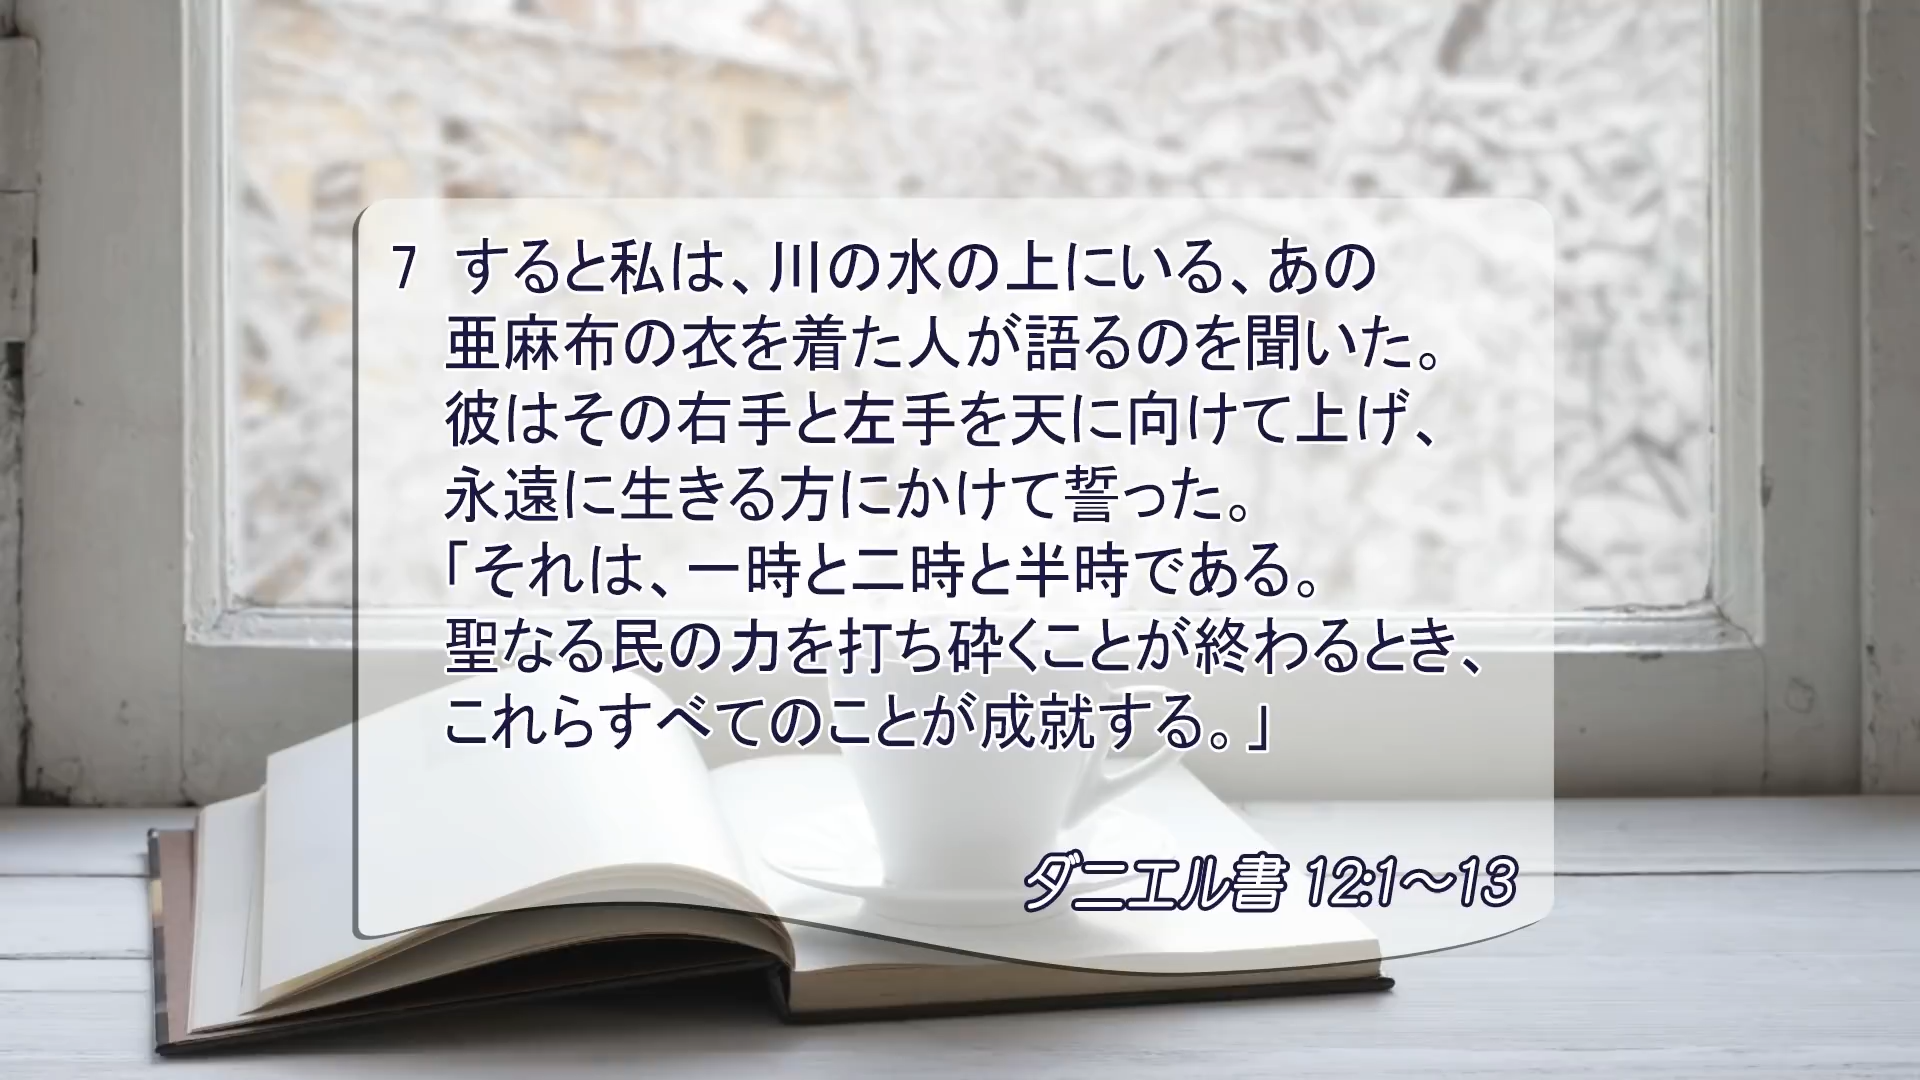 7 すると私は、川の水の上にいる、あの
亜麻布の衣を着た人が語るのを聞いた。
彼はその右手と左手を天に向けて上げ、
永遠に生きる方にかけて誓った。
「それは、一時と二時と半時である。
聖なる民の力を打ち砕くことが終わるとき、
これらすべてのことが成就する。」
ダニエル書 12:1～13